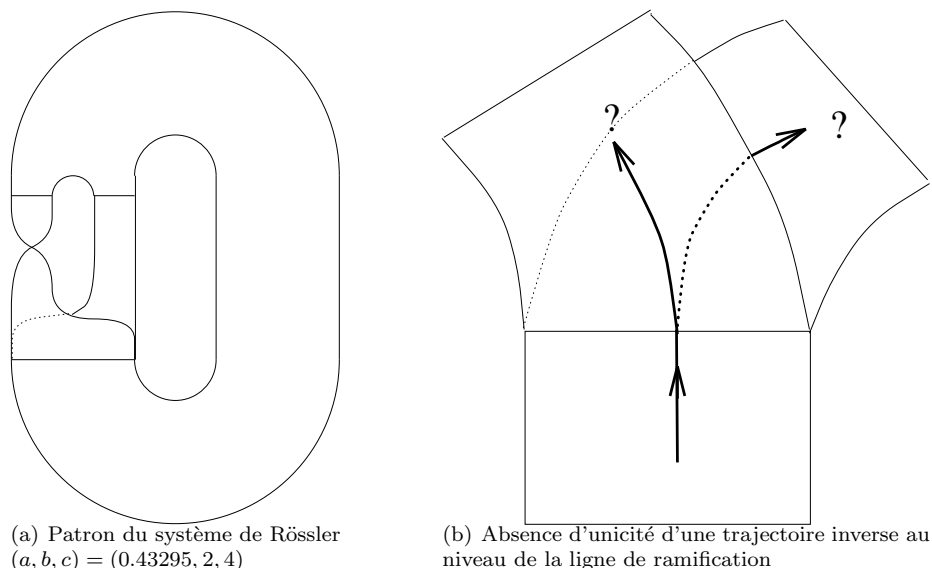 ?
?
(a) Patron du système de Rössler
(a, b, c) = (0.43295, 2, 4)
(b) Absence d'unicité d'une trajectoire inverse au
niveau de la ligne de ramification